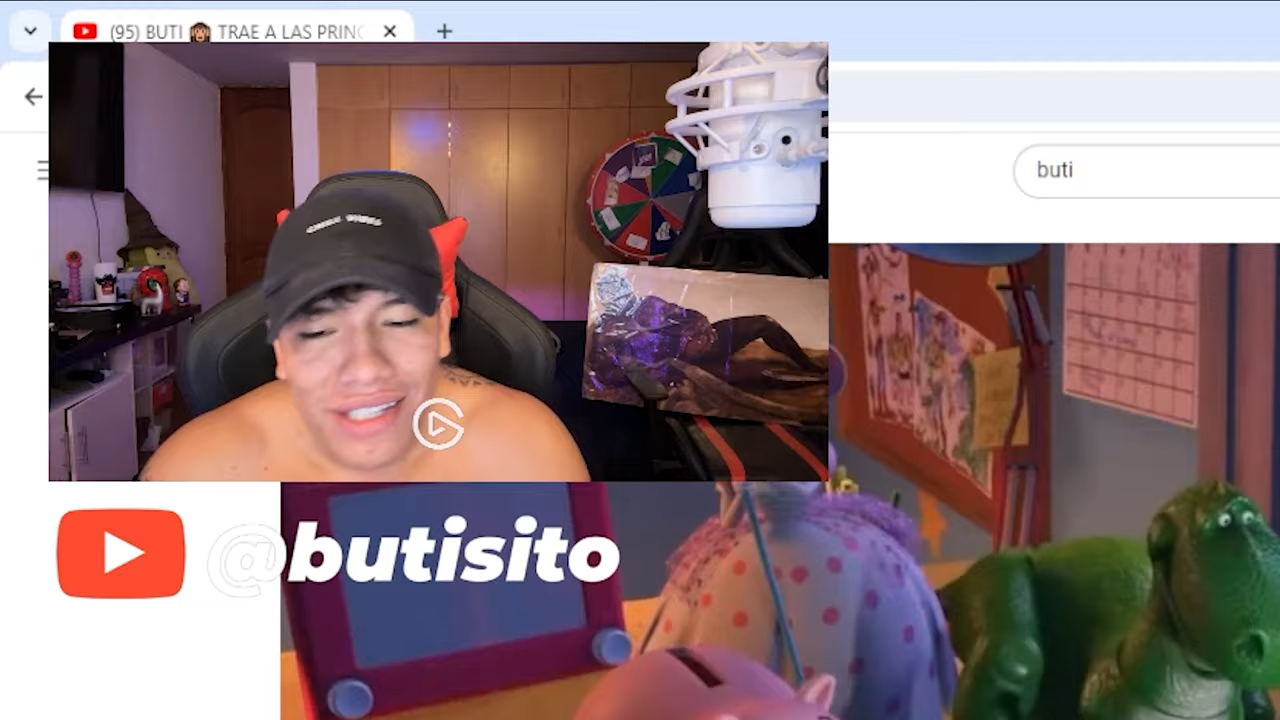 (95) BUTI 🙉 TRAE A LAS PRINC
buti
@butisito